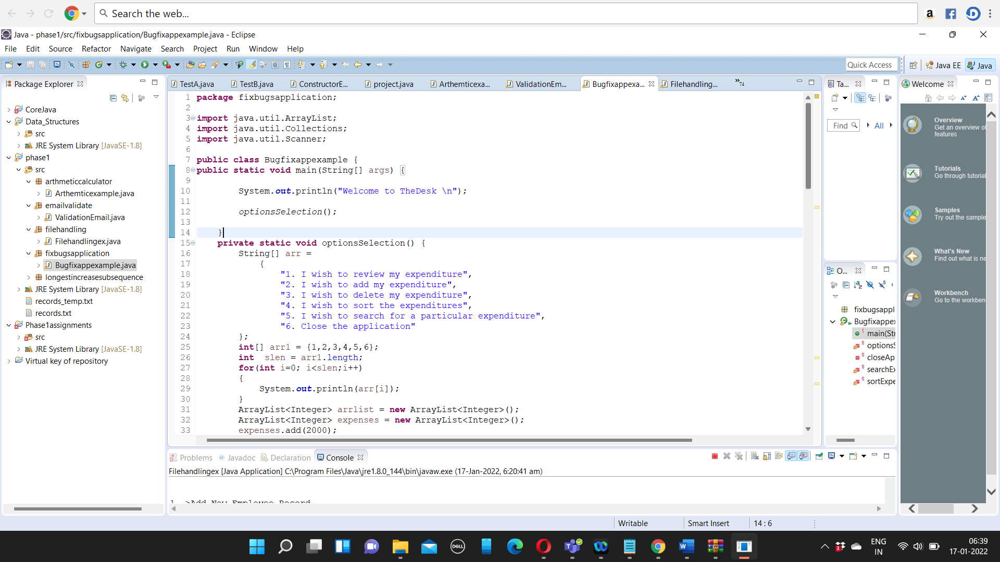 Search the web...
Java - phase1/src/fixbugsapplication/Bugfixappexample.java - Eclipse
File Edit Source Refactor Navigate Search Project Run Window Help
Quick Access
Java EE
Java
Package Explorer
CoreJava
Data_Structures
src
JRE System Library [JavaSE-1.8]
phase1
src
arthmeticcalculator
Arthemticexample.java
emailvalidate
ValidationEmail.java
filehandling
Filehandlingex.java
fixbugsapplication
Bugfixappexample.java
longestincreasesubsequence
JRE System Library [JavaSE-1.8]
records_temp.txt
records.txt
Phase1assignments
src
JRE System Library [JavaSE-1.8]
Virtual key of repository
TestA.java TestB.java ConstructorE... project.java Arthemticexa... ValidationEm... Bugfixappexa... Filehandling... »74
1 package fixbugsapplication;
2
3 import java.util.ArrayList;
4 import java.util.Collections;
5 import java.util.Scanner;
6
7 public class Bugfixappexample {
8 public static void main(String[] args) {
9
10 System.out.println("Welcome to TheDesk \n");
11
12 optionsSelection();
13
14 }
15 private static void optionsSelection() {
16 String[] arr =
17 {
18 "1. I wish to review my expenditure",
19 "2. I wish to add my expenditure",
20 "3. I wish to delete my expenditure",
21 "4. I wish to sort the expenditures",
22 "5. I wish to search for a particular expenditure",
23 "6. Close the application"
24 };
25 int[] arr1 = {1,2,3,4,5,6};
26 int slen = arr1.length;
27 for(int i=0; i<slen;i++)
28 {
29 System.out.println(arr[i]);
30 }
31 ArrayList<Integer> arrlist = new ArrayList<Integer>();
32 ArrayList<Integer> expenses = new ArrayList<Integer>();
33 expenses.add(2000);
Ta...
Find All
O...
fixbugsappl
Bugfixappex
main(Str
optionsS
closeAp
searchEx
sortExpe
Welcome
Overview
Get an overview of
features
Tutorials
Go through tutorial
Samples
Try out the sample
What's New
Find out what is ne
Workbench
Go to the workben
Problems Javadoc Declaration Console
Filehandlingex [Java Application] C:\Program Files\Java\jre1.8.0_144\bin\javaw.exe (17-Jan-2022, 6:20:41 am)
1. >Add New Employee Record
Writable Smart Insert 14 : 6
DELL
ENG
IN
06:39
17-01-2022